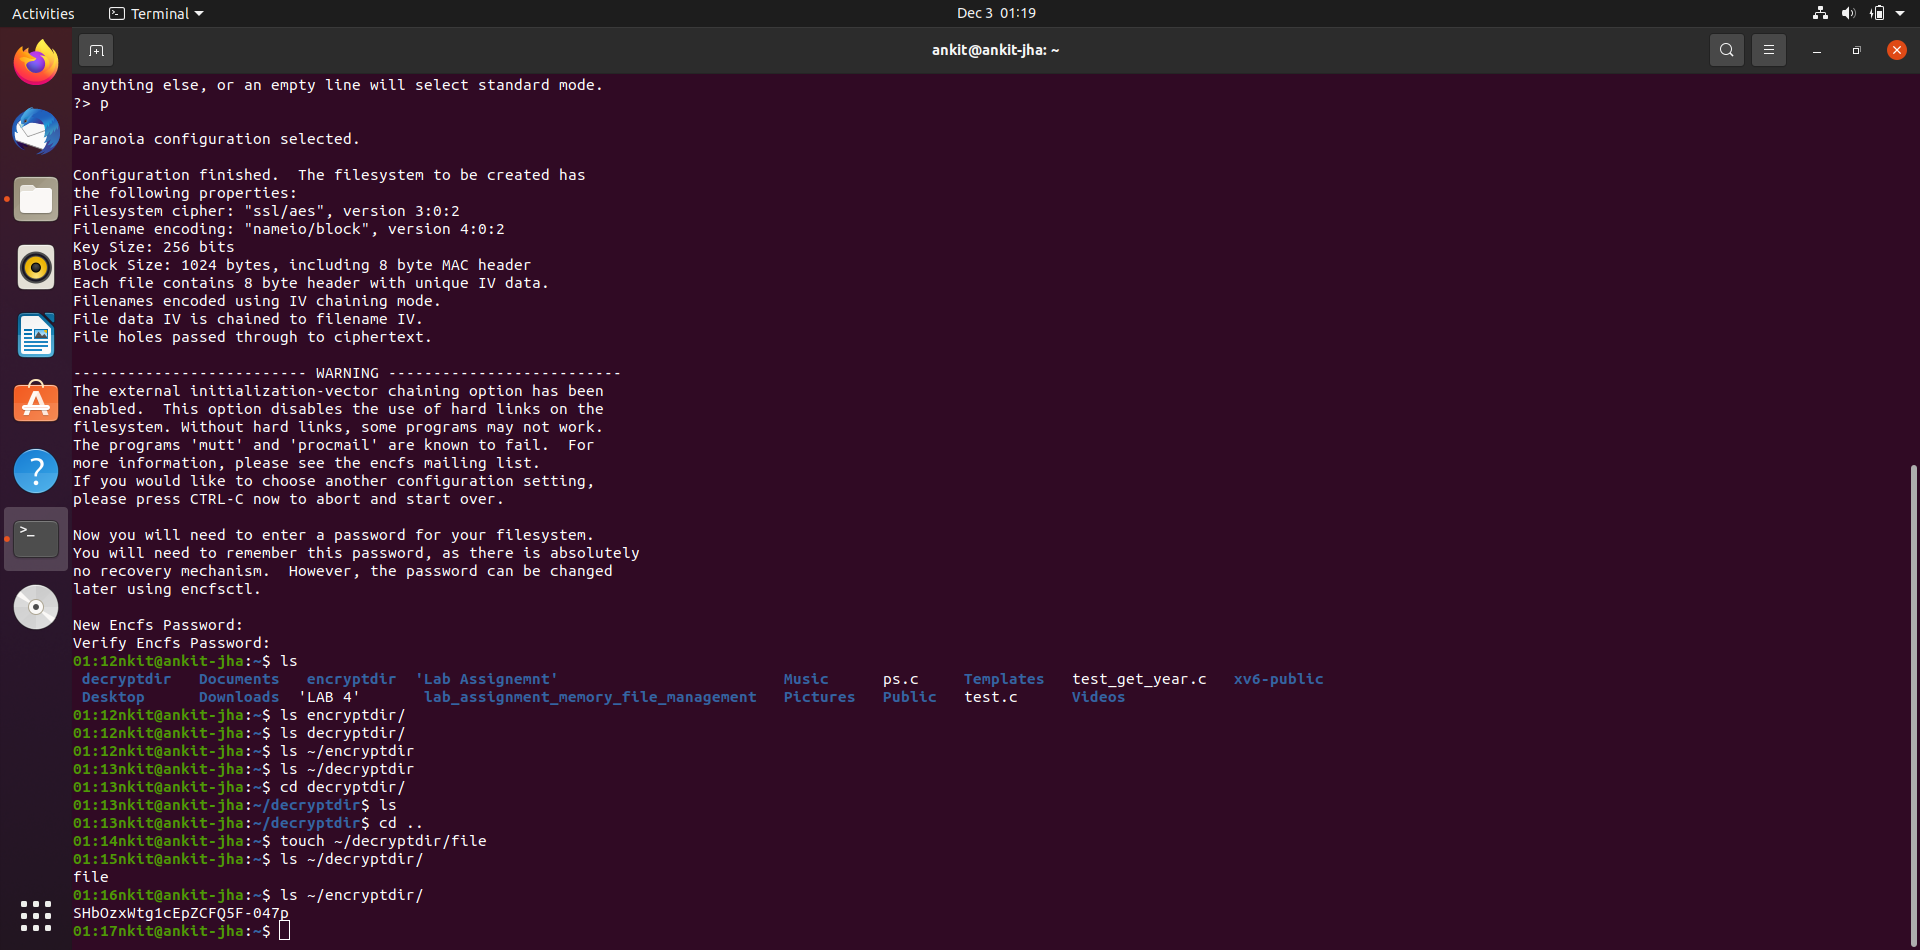 Activities Terminal Dec 3 01:19
ankit@ankit-jha: ~
anything else, or an empty line will select standard mode.
?> p
Paranoia configuration selected.
Configuration finished.  The filesystem to be created has
the following properties:
Filesystem cipher: "ssl/aes", version 3:0:2
Filename encoding: "nameio/block", version 4:0:2
Key Size: 256 bits
Block Size: 1024 bytes, including 8 byte MAC header
Each file contains 8 byte header with unique IV data.
Filenames encoded using IV chaining mode.
File data IV is chained to filename IV.
File holes passed through to ciphertext.
-------------------------- WARNING --------------------------
The external initialization-vector chaining option has been
enabled.  This option disables the use of hard links on the
filesystem. Without hard links, some programs may not work.
The programs 'mutt' and 'procmail' are known to fail.  For
more information, please see the encfs mailing list.
If you would like to choose another configuration setting,
please press CTRL-C now to abort and start over.
Now you will need to enter a password for your filesystem.
You will need to remember this password, as there is absolutely
no recovery mechanism.  However, the password can be changed
later using encfsctl.
New Encfs Password:
Verify Encfs Password:
01:12nkit@ankit-jha:~$ ls
decryptdir   Documents   encryptdir  'Lab Assignemnt'   Music   ps.c   Templates   test_get_year.c   xv6-public
Desktop   Downloads  'LAB 4'   lab_assignment_memory_file_management   Pictures   Public   test.c   Videos
01:12nkit@ankit-jha:~$ ls encryptdir/
01:12nkit@ankit-jha:~$ ls decryptdir/
01:12nkit@ankit-jha:~$ ls ~/encryptdir
01:13nkit@ankit-jha:~$ ls ~/decryptdir
01:13nkit@ankit-jha:~$ cd decryptdir/
01:13nkit@ankit-jha:~/decryptdir$ ls
01:13nkit@ankit-jha:~/decryptdir$ cd ..
01:14nkit@ankit-jha:~$ touch ~/decryptdir/file
01:15nkit@ankit-jha:~$ ls ~/decryptdir/
file
01:16nkit@ankit-jha:~$ ls ~/encryptdir/
SHbOzxWtg1cEpZCFQ5F-047p
01:17nkit@ankit-jha:~$